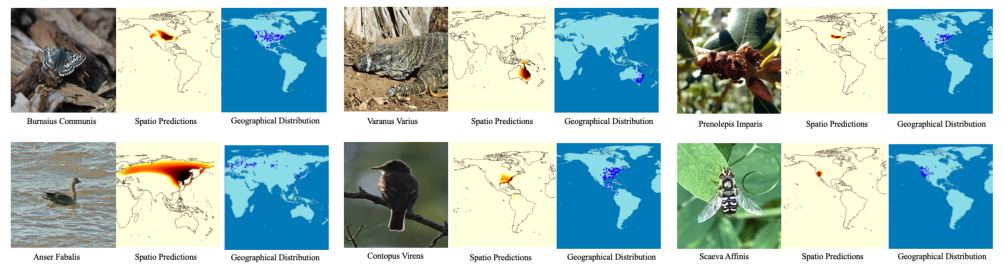 Burnsius Communis
Spatio Predictions
Geographical Distribution
Varanus Varius
Spatio Predictions
Geographical Distribution
Prenolepis Imparis
Spatio Predictions
Geographical Distribution
Anser Fabalis
Spatio Predictions
Geographical Distribution
Contopus Virens
Spatio Predictions
Geographical Distribution
Scaeva Affinis
Spatio Predictions
Geographical Distribution